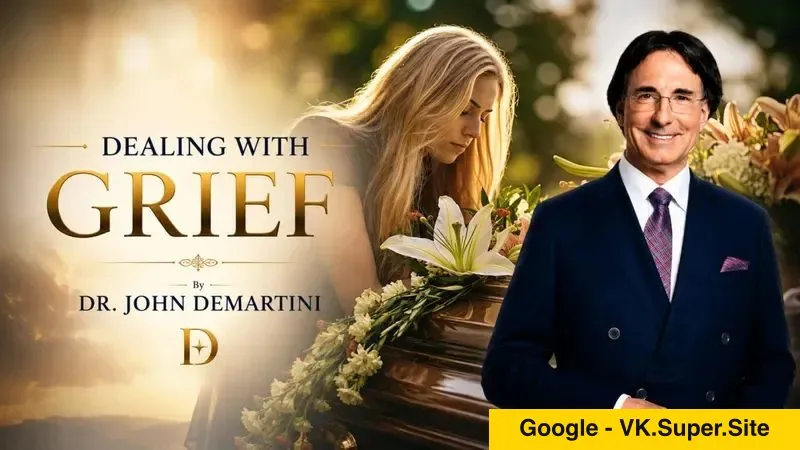 DEALING WITH
GRIEF
By
DR. JOHN DEMARTINI
D
Google - VK.Super.Site